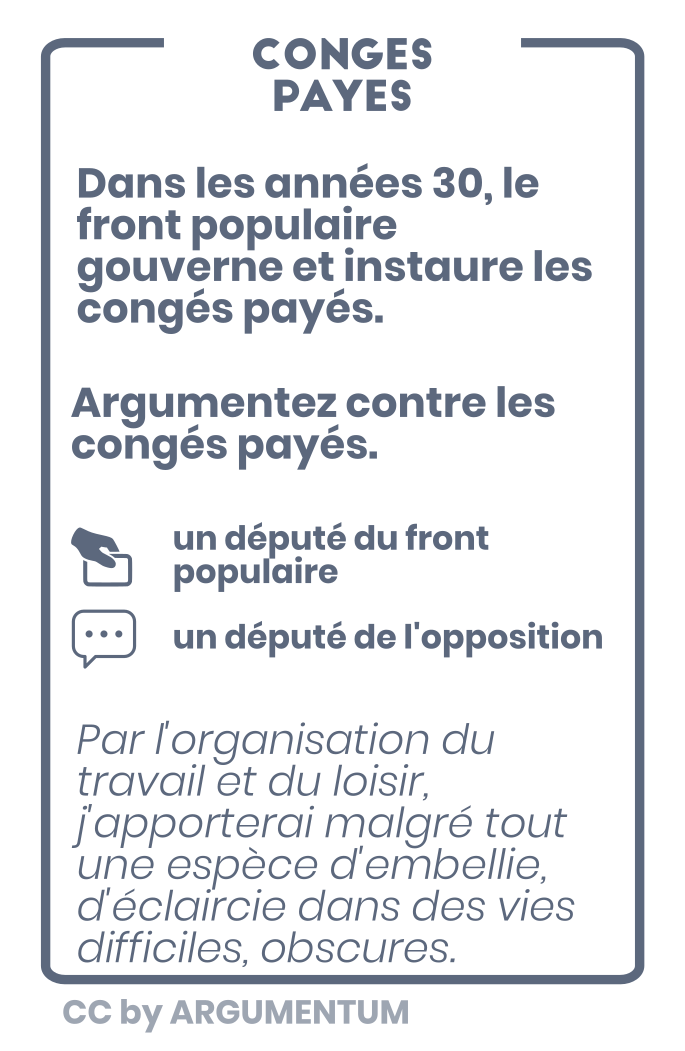 CONGES
PAYES
Dans les années 30, le
front populaire
gouverne et instaure les
congés payés.
Argumentez contre les
congés payés.
un député du front
populaire
un député de l'opposition
Par l'organisation du
travail et du loisir,
j'apporterai malgré tout
une espèce d'embellie,
d'éclaircie dans des vies
difficiles, obscures.
CC by ARGUMENTUM